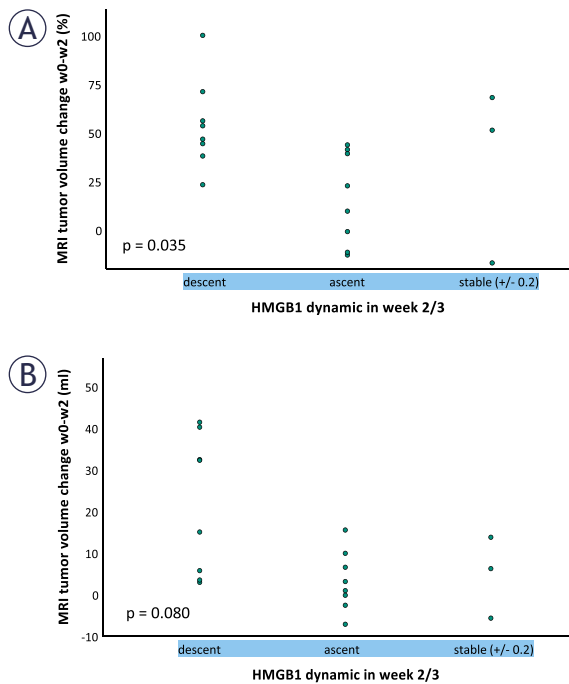 A
MRI tumor volume change w0-w2 (%)
100
75
50
25
0
p = 0.035
descent ascent stable (+/- 0.2)
HMGB1 dynamic in week 2/3
B
MRI tumor volume change w0-w2 (ml)
50
40
30
20
10
0
-10
p = 0.080
descent ascent stable (+/- 0.2)
HMGB1 dynamic in week 2/3